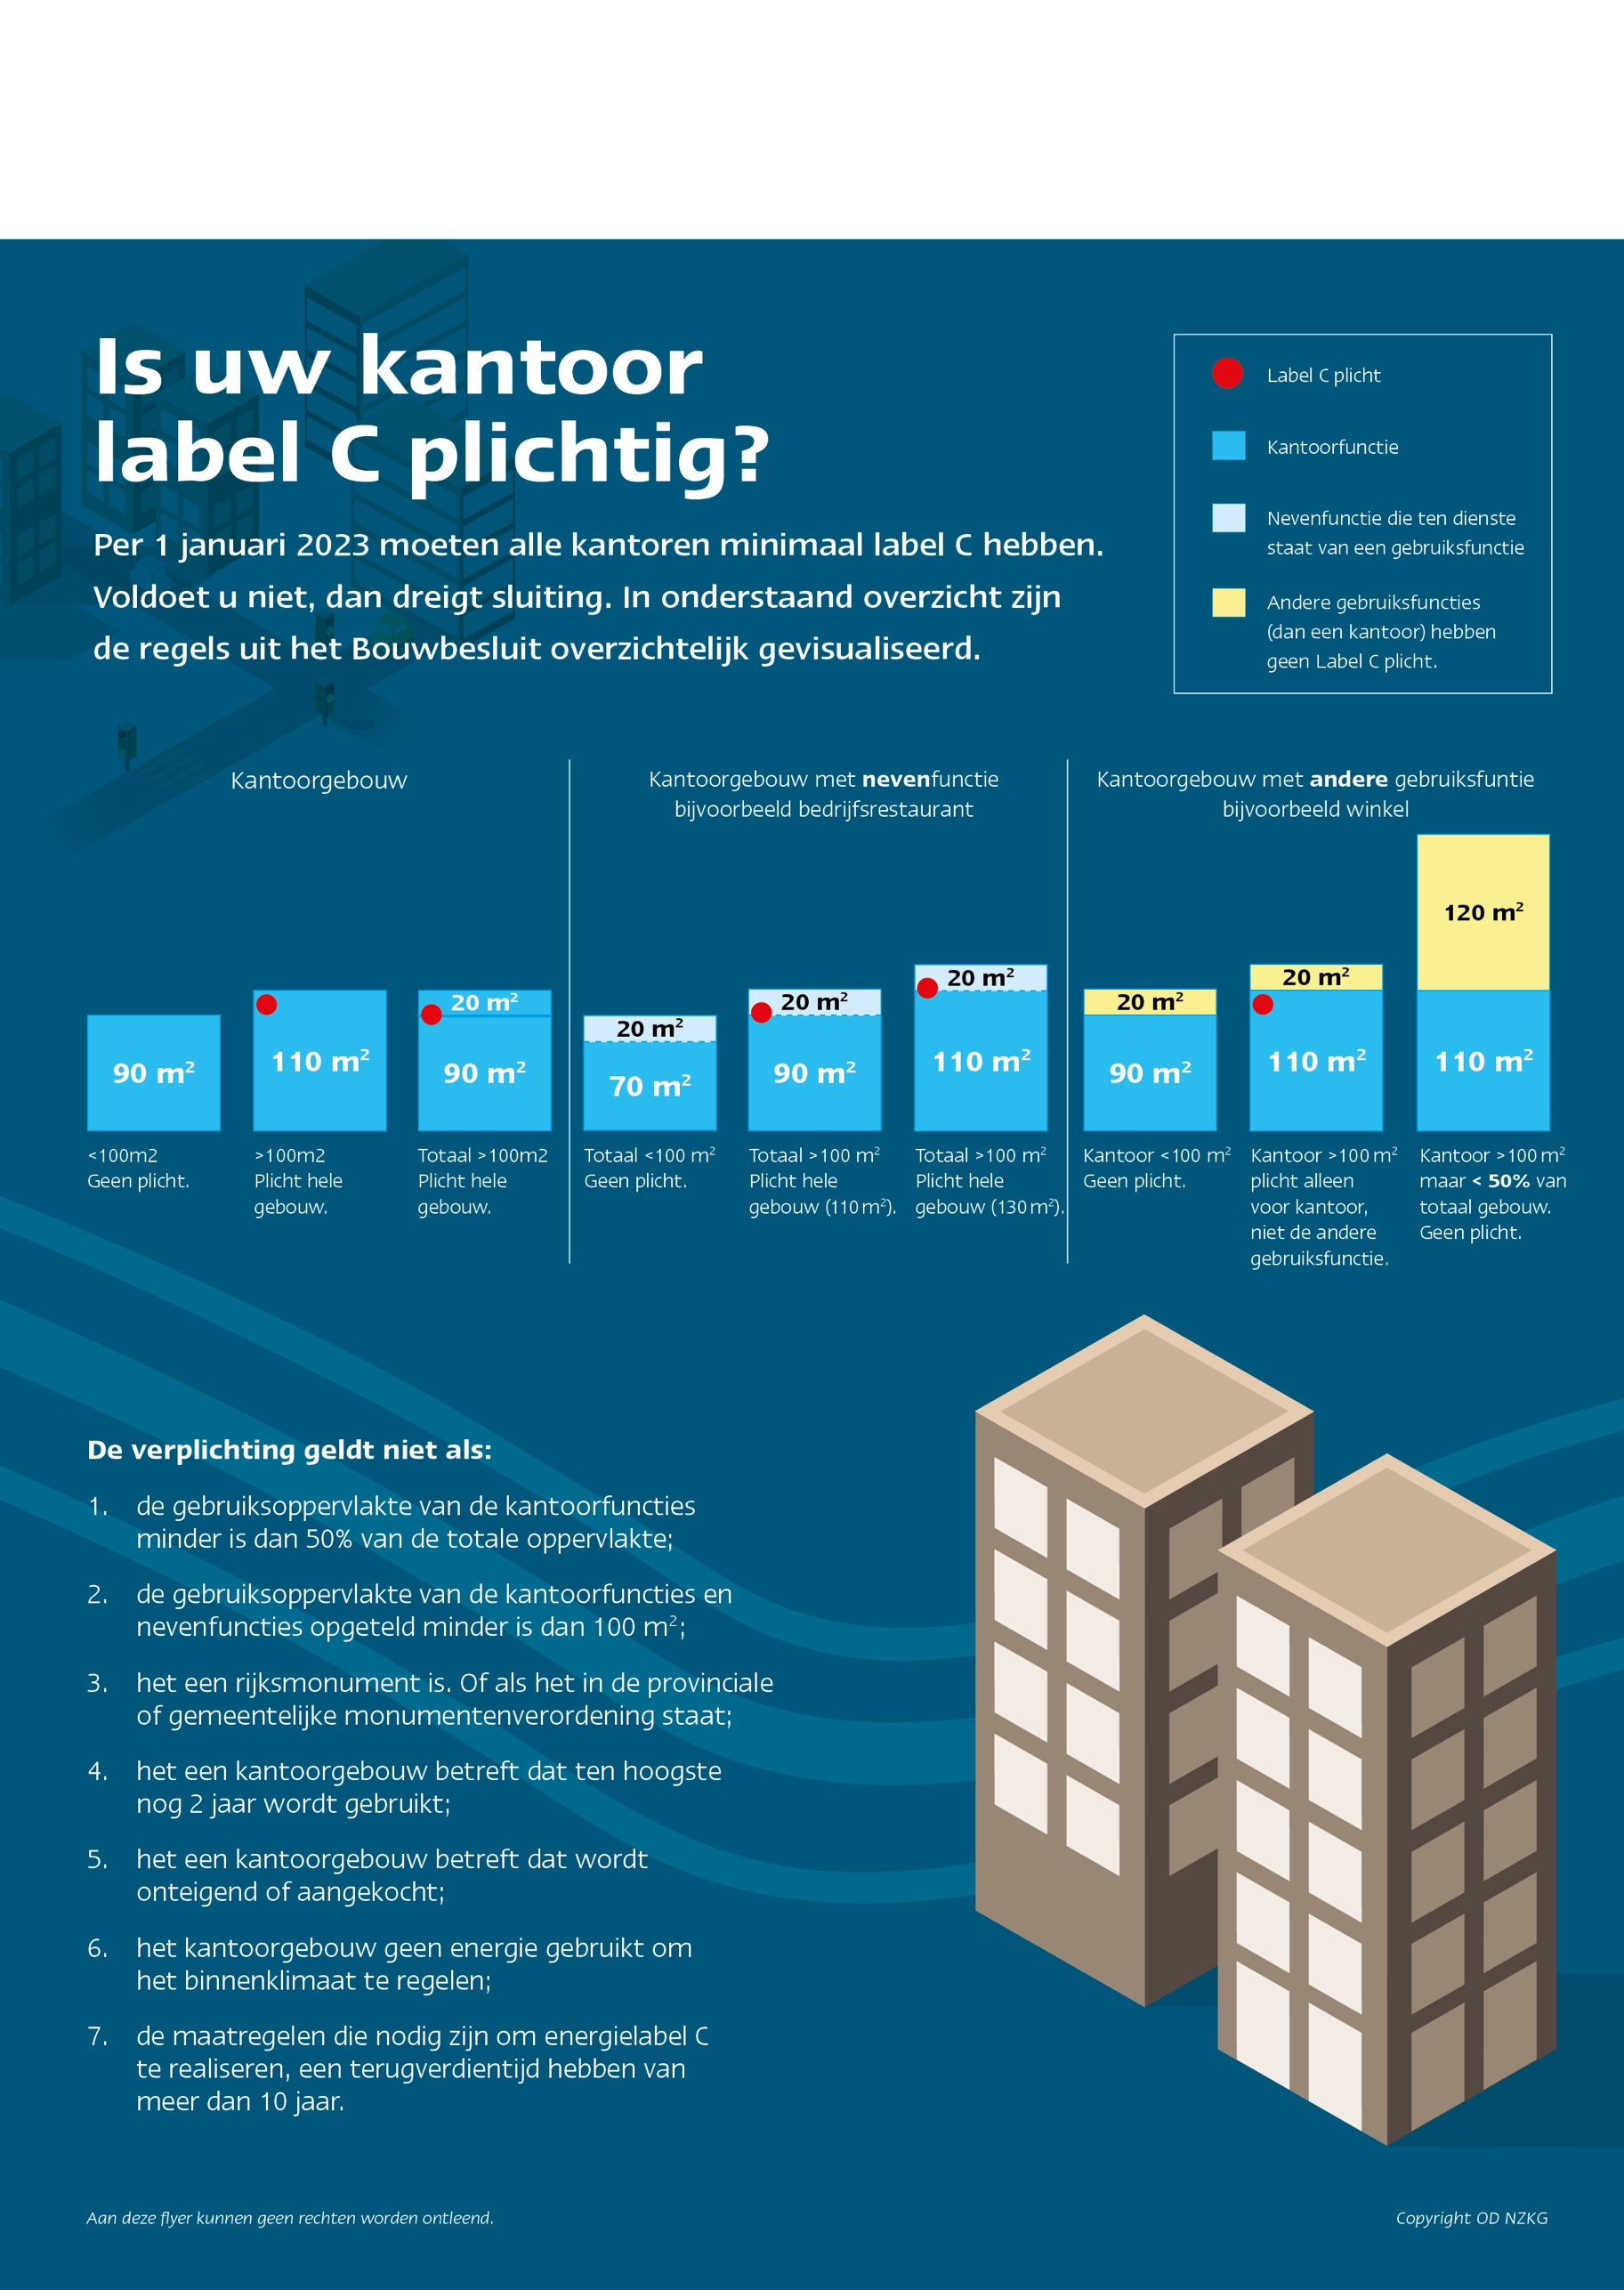 Is uw kantoor
label C plichtig?
Per 1 januari 2023 moeten alle kantoren minimaal label C hebben.
Voldoet u niet, dan dreigt sluiting. In onderstaand overzicht zijn
de regels uit het Bouwbesluit overzichtelijk gevisualiseerd.
Label C plicht
Kantoorfunctie
Nevenfunctie die ten dienste
staat van een gebruiksfunctie
Andere gebruiksfuncties
(dan een kantoor) hebben
geen Label C plicht.
Kantoorgebouw
90 m²
<100m2
Geen plicht.
110 m²
>100m2
Plicht hele
gebouw.
20 m²
90 m²
Totaal >100m2
Plicht hele
gebouw.
Kantoorgebouw met nevenfunctie
bijvoorbeeld bedrijfsrestaurant
20 m²
70 m²
Totaal <100 m²
Geen plicht.
20 m²
90 m²
Totaal >100 m²
Plicht hele
gebouw (110 m²).
20 m²
110 m²
Totaal >100 m²
Plicht hele
gebouw (130 m²).
Kantoorgebouw met andere gebruiksfuntie
bijvoorbeeld winkel
20 m²
90 m²
Kantoor <100 m²
Geen plicht.
20 m²
110 m²
Kantoor >100 m²
plicht alleen
voor kantoor,
niet de andere
gebruiksfunctie.
120 m²
110 m²
Kantoor >100 m²
maar < 50% van
totaal gebouw.
Geen plicht.
De verplichting geldt niet als:
1. de gebruiksoppervlakte van de kantoorfuncties
minder is dan 50% van de totale oppervlakte;
2. de gebruiksoppervlakte van de kantoorfuncties en
nevenfuncties opgeteld minder is dan 100 m²;
3. het een rijksmonument is. Of als het in de provinciale
of gemeentelijke monumentenverordening staat;
4. het een kantoorgebouw betreft dat ten hoogste
nog 2 jaar wordt gebruikt;
5. het een kantoorgebouw betreft dat wordt
onteigend of aangekocht;
6. het kantoorgebouw geen energie gebruikt om
het binnenklimaat te regelen;
7. de maatregelen die nodig zijn om energielabel C
te realiseren, een terugverdientijd hebben van
meer dan 10 jaar.
Aan deze flyer kunnen geen rechten worden ontleend.
Copyright OD NZKG